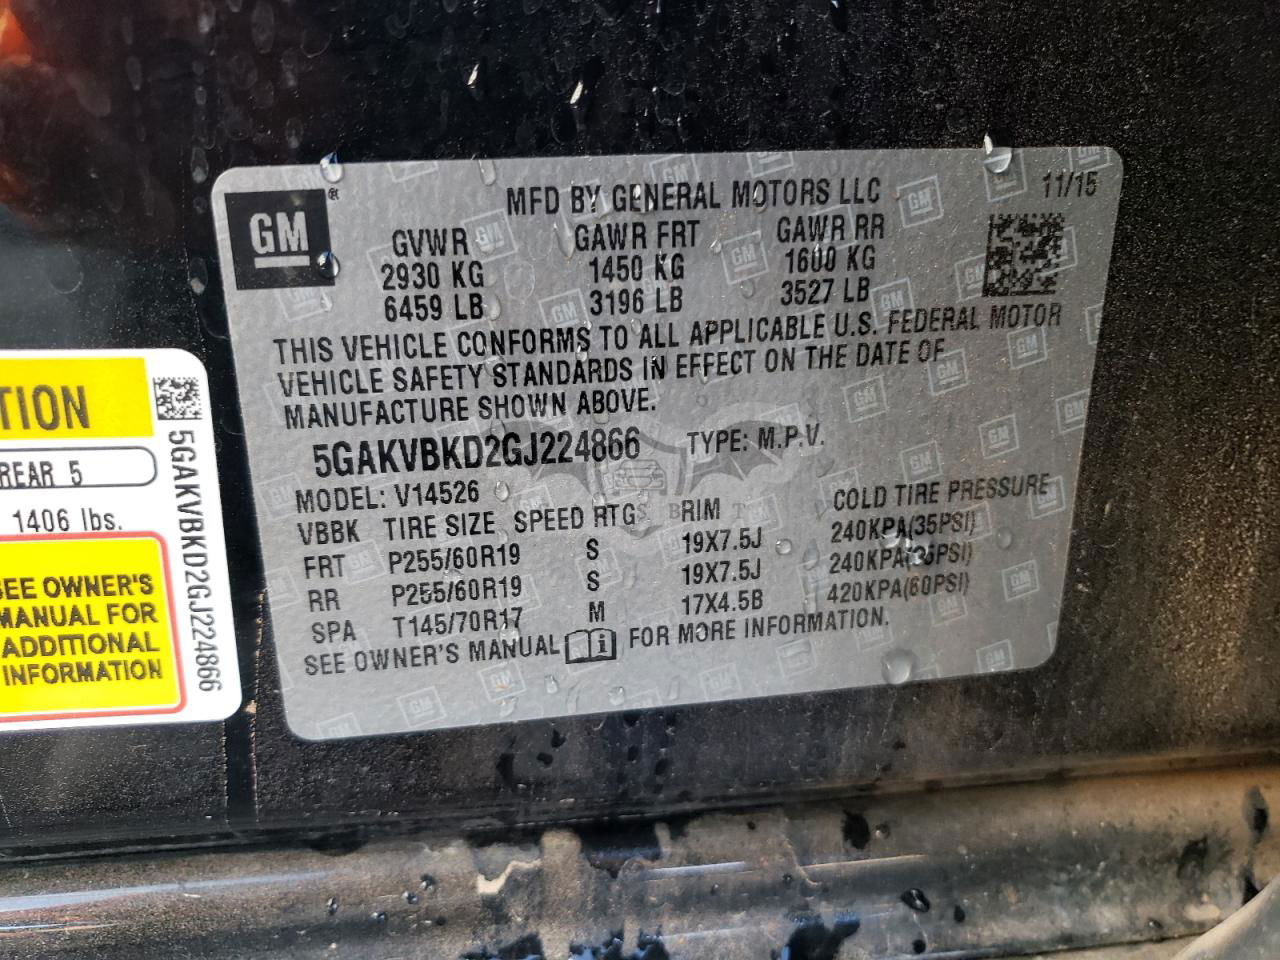 GM ®
MFD BY GENERAL MOTORS LLC
11/15
GVWR GAWR FRT GAWR RR
2930 KG 1450 KG 1600 KG
6459 LB 3196 LB 3527 LB
THIS VEHICLE CONFORMS TO ALL APPLICABLE U.S. FEDERAL MOTOR
VEHICLE SAFETY STANDARDS IN EFFECT ON THE DATE OF
MANUFACTURE SHOWN ABOVE.
5GAKVBKD2GJ224866 TYPE: M.P.V.
MODEL: V14526
VBBK TIRE SIZE SPEED RTG RIM COLD TIRE PRESSURE
FRT P255/60R19 S 19X7.5J 240KPA(35PSI)
RR P255/60R19 S 19X7.5J 240KPA(35PSI)
SPA T145/70R17 M 17X4.5B 420KPA(60PSI)
SEE OWNER'S MANUAL i FOR MORE INFORMATION.
TION
REAR 5
1406 lbs.
SEE OWNER'S
MANUAL FOR
ADDITIONAL
INFORMATION
5GAKVBKD2GJ224866